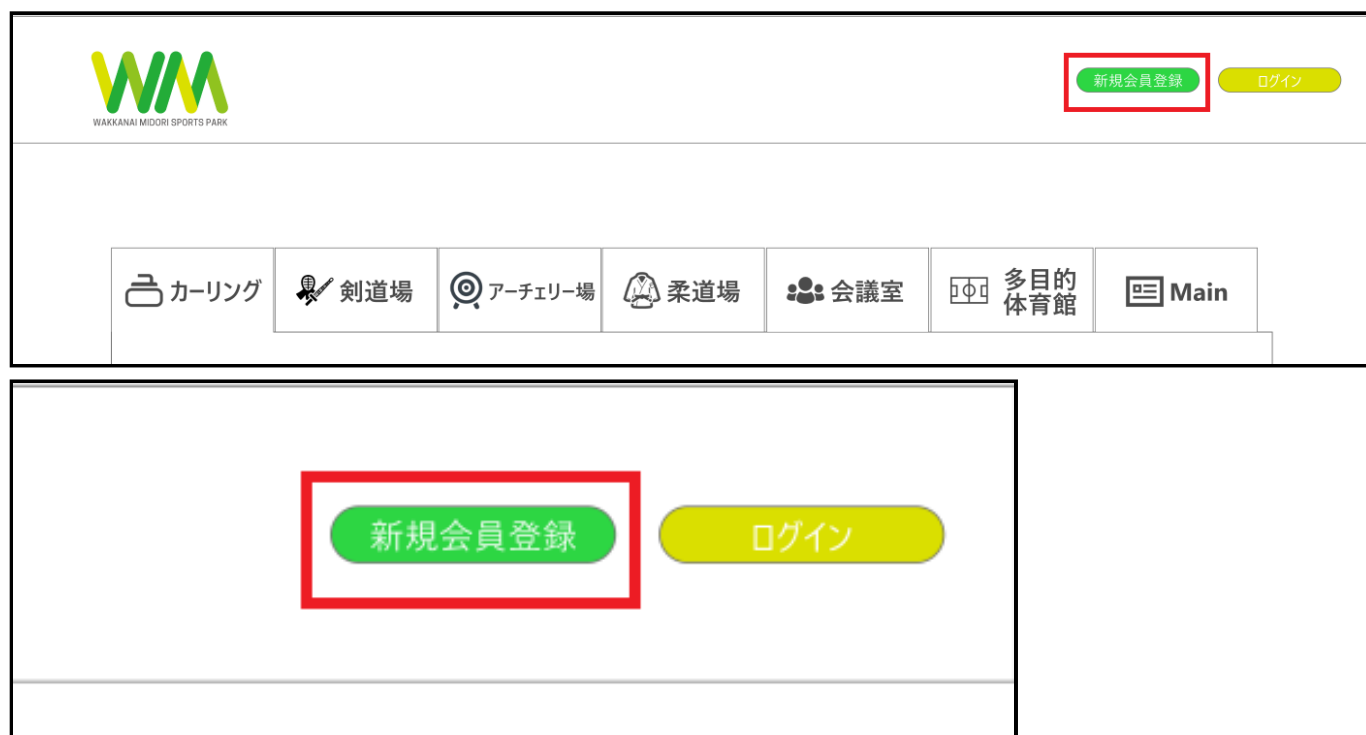 WAKKANAI MIDORI SPORTS PARK
新規会員登録
ログイン
カーリング
剣道場
アーチェリー場
柔道場
会議室
多目的
体育館
Main
新規会員登録
ログイン